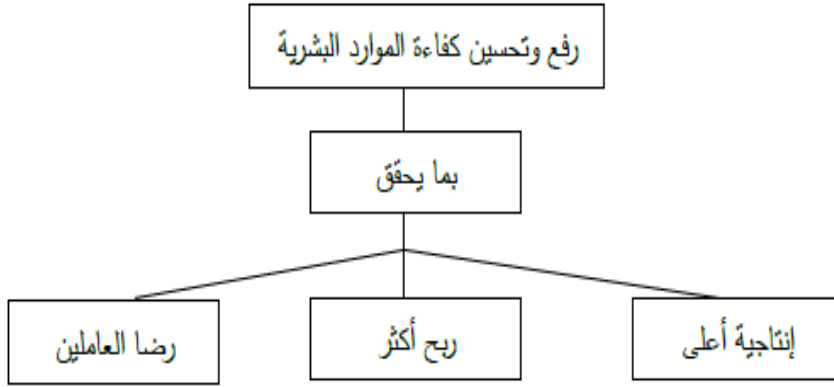 رفع وتحسين كفاءة الموارد البشرية
بما يحقق
إنتاجية أعلى
ربح أكثر
رضا العاملين